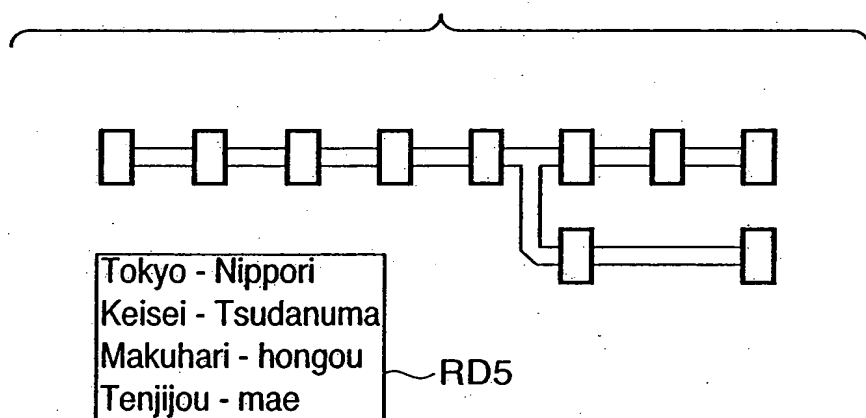 Tokyo - Nippori
Keisei - Tsudanuma
Makuhari - hongou
Tenjijou - mae
RD5